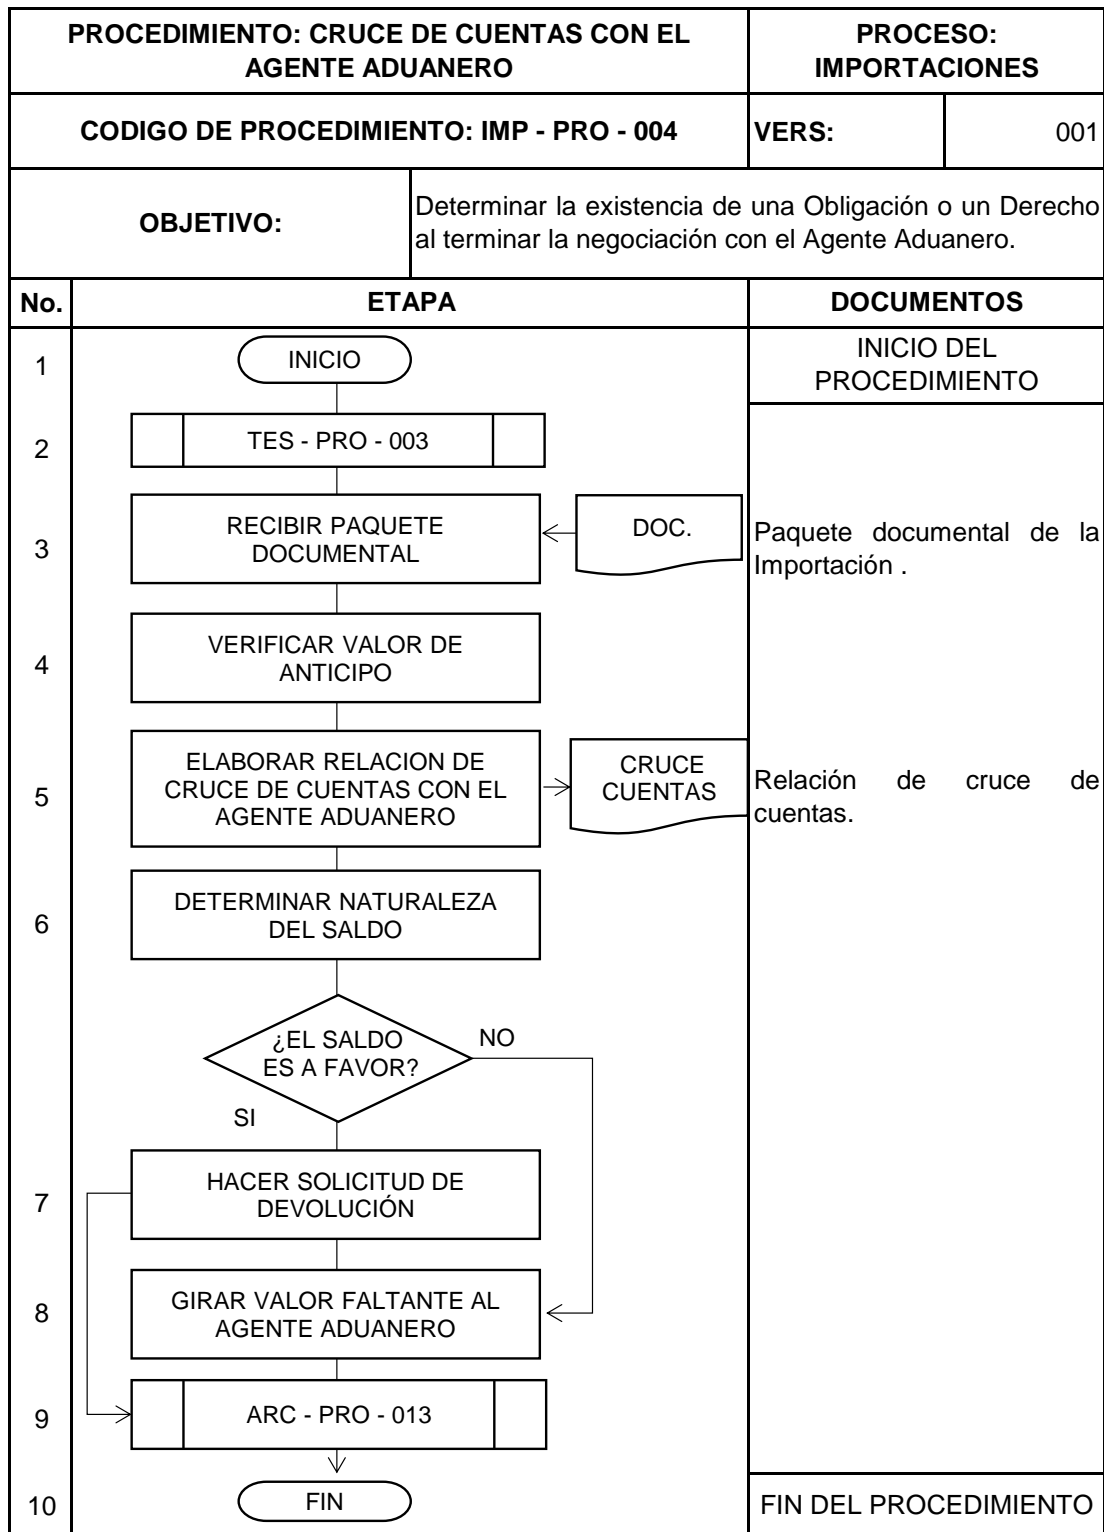 PROCEDIMIENTO: CRUCE DE CUENTAS CON EL
AGENTE ADUANERO
PROCESO:
IMPORTACIONES
CODIGO DE PROCEDIMIENTO: IMP - PRO - 004
VERS:
001
OBJETIVO:
Determinar la existencia de una Obligación o un Derecho
al terminar la negociación con el Agente Aduanero.
No.
ETAPA
DOCUMENTOS
1
INICIO
INICIO DEL
PROCEDIMIENTO
2
TES - PRO - 003
3
RECIBIR PAQUETE
DOCUMENTAL
DOC.
Paquete documental de la
Importación .
4
VERIFICAR VALOR DE
ANTICIPO
5
ELABORAR RELACION DE
CRUCE DE CUENTAS CON EL
AGENTE ADUANERO
CRUCE
CUENTAS
Relación de cruce de
cuentas.
6
DETERMINAR NATURALEZA
DEL SALDO
¿EL SALDO
ES A FAVOR?
NO
SI
7
HACER SOLICITUD DE
DEVOLUCIÓN
8
GIRAR VALOR FALTANTE AL
AGENTE ADUANERO
9
ARC - PRO - 013
10
FIN
FIN DEL PROCEDIMIENTO